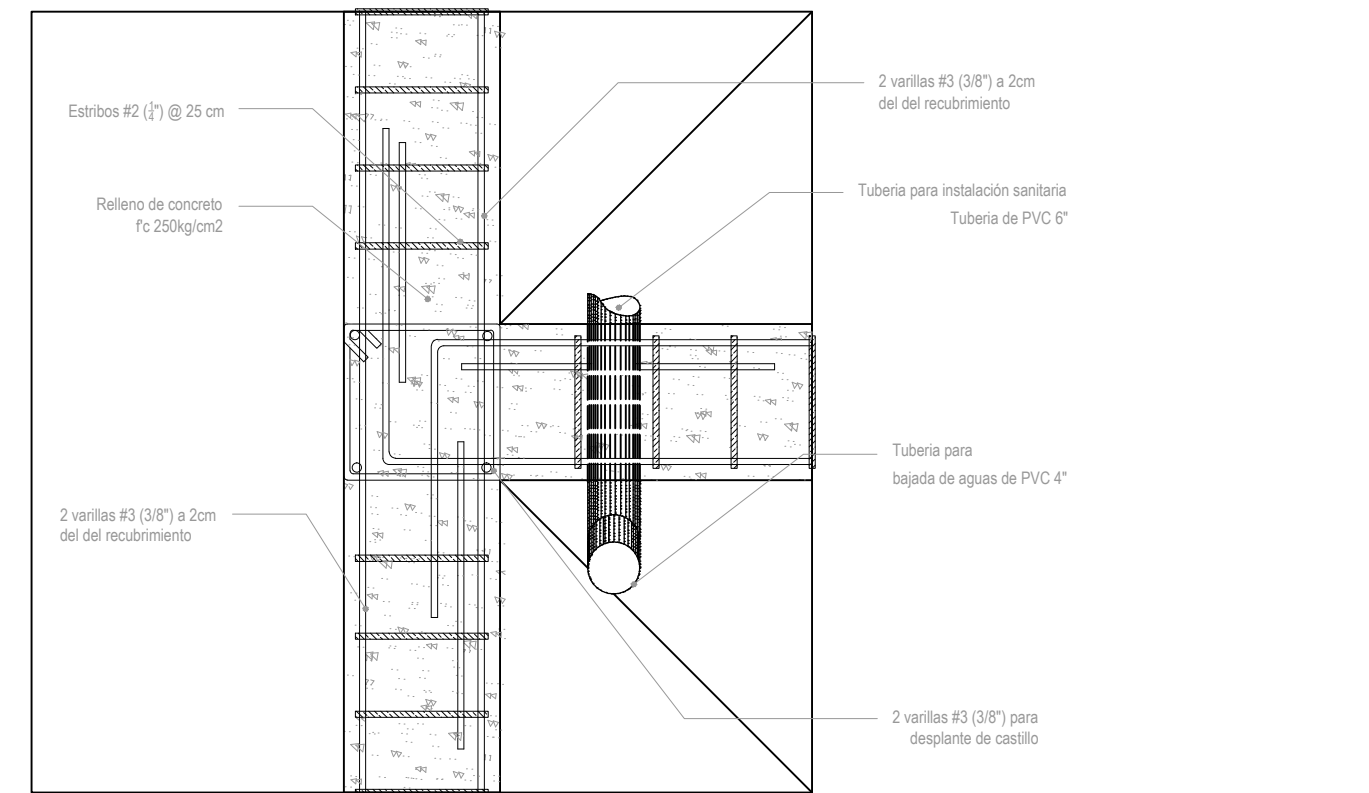 Estribos #2 (1/4") @ 25 cm
Relleno de concreto
f'c 250kg/cm2
2 varillas #3 (3/8") a 2cm
del del recubrimiento
2 varillas #3 (3/8") a 2cm
del del recubrimiento
Tuberia para instalación sanitaria
Tuberia de PVC 6"
Tuberia para
bajada de aguas de PVC 4"
2 varillas #3 (3/8") para
desplante de castillo